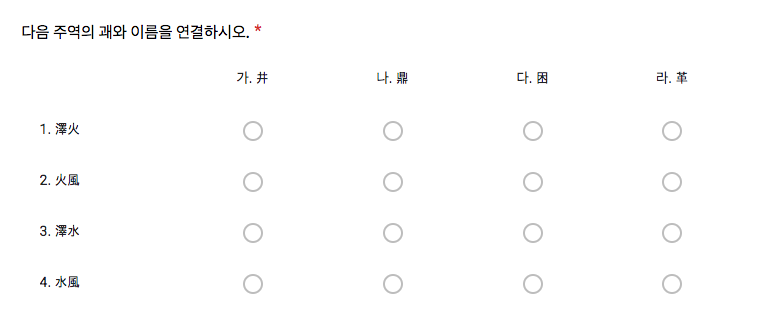 다음 주역의 괘와 이름을 연결하시오. *
가. 井 나. 鼎 다. 困 라. 革
1. 澤火
2. 火風
3. 澤水
4. 水風